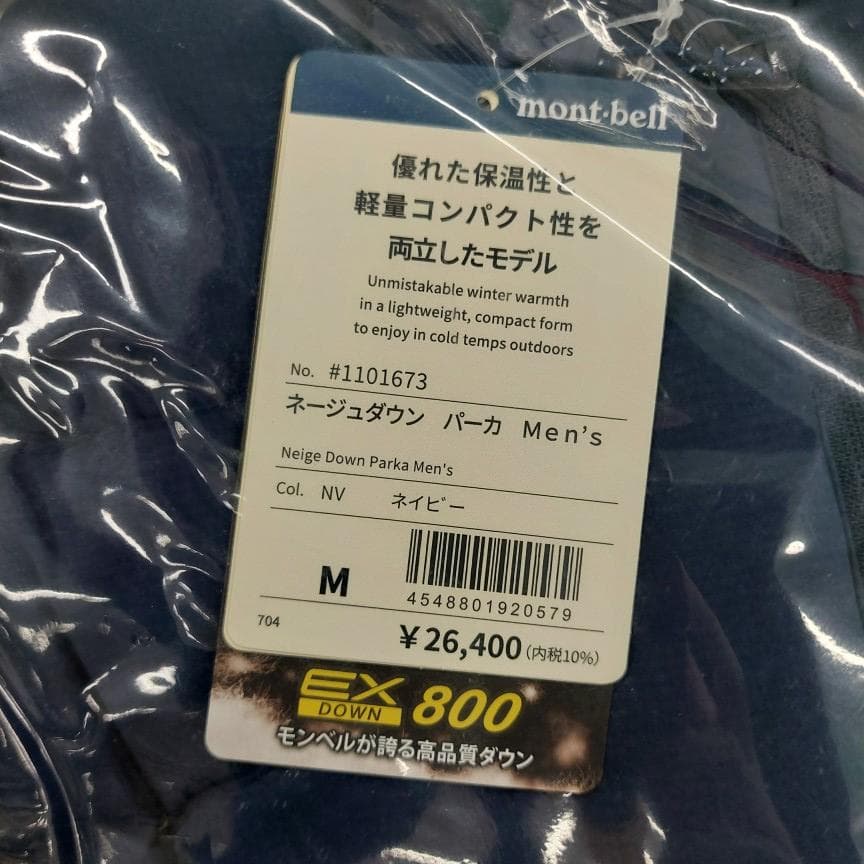 mont-bell
優れた保温性と
軽量コンパクト性を
両立したモデル
Unmistakable winter warmth
in a lightweight, compact form
to enjoy in cold temps outdoors
No. #1101673
ネージュダウン パーカ Men's
Neige Down Parka Men's
Col. NV ネイビー
M
4548801920579
704
¥26,400(内税10%)
EX DOWN 800
モンベルが誇る高品質ダウン